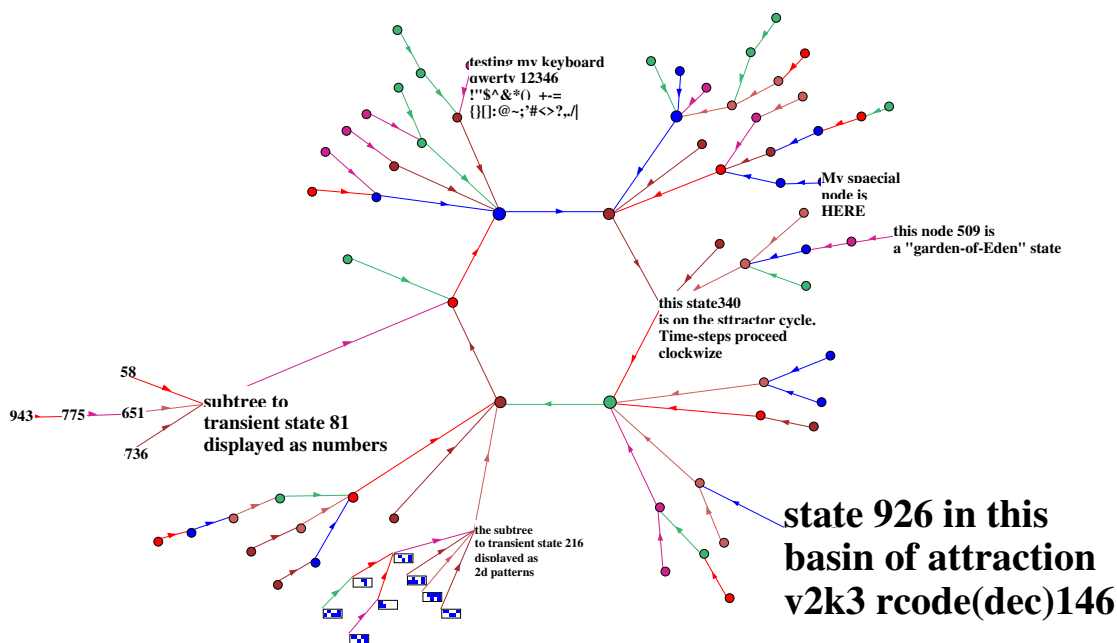 testing my keyboard
qwerty 12346
!"$^&*()_+-=
{}[]:@~;'#<>?,./|
My spaecial
node is
HERE
this node 509 is
a "garden-of-Eden" state
this state340
is on the sttractor cycle.
Time-steps proceed
clockwize
58
943
775
651
736
subtree to
transient state 81
displayed as numbers
the subtree
to transient state 216
displayed as
2d patterns
state 926 in this
basin of attraction
v2k3 rcode(dec)146